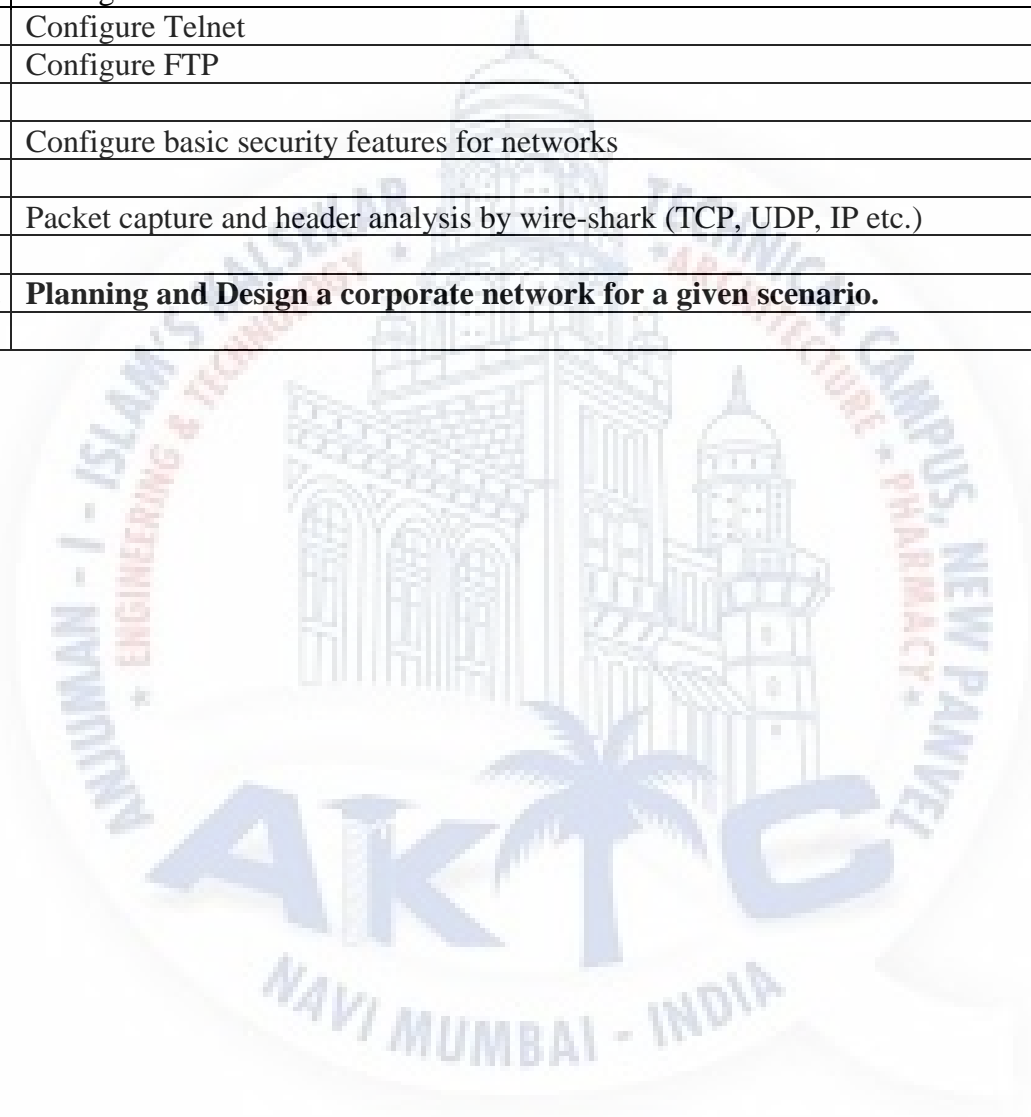 Configure Telnet
Configure FTP
Configure basic security features for networks
Packet capture and header analysis by wire-shark (TCP, UDP, IP etc.)
Planning and Design a corporate network for a given scenario.
ANJUMAN - I - ISLAM'S KALSEKAR TECHNICAL CAMPUS, NEW PANVEL
* ENGINEERING & TECHNOLOGY * * ARCHITECTURE * PHARMACY *
AKTC
NAVI MUMBAI - INDIA